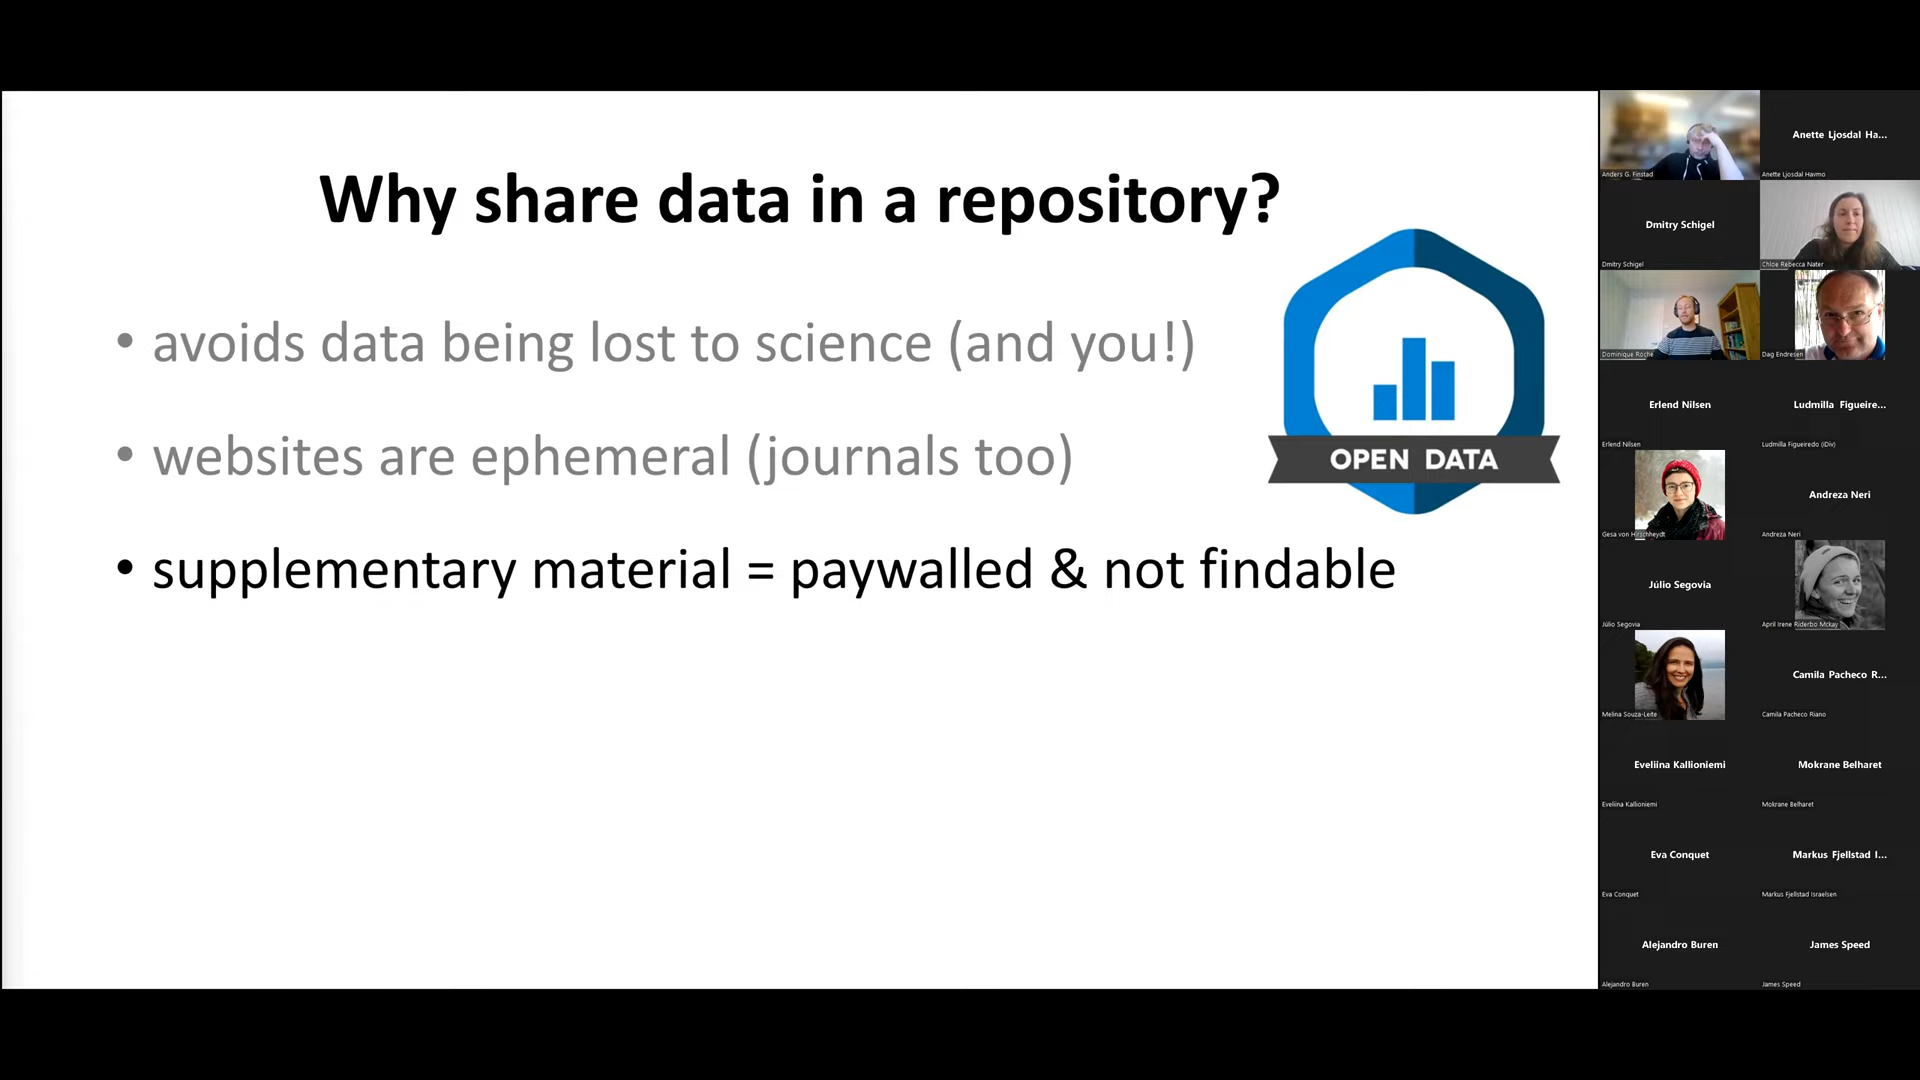 Why share data in a repository?
• avoids data being lost to science (and you!)
• websites are ephemeral (journals too)
• supplementary material = paywalled & not findable
OPEN DATA
Anders G. Finstad
Anette Ljosdal Ha...
Anette Ljosdal Havmo
Dmitry Schigel
Dmitry Schigel
Chloe Rebecca Nater
Dominique Roche
Dag Endresen
Erlend Nilsen
Erlend Nilsen
Ludmilla Figueire...
Ludmilla Figueiredo (iDiv)
Gesa von Hirschheydt
Andreza Neri
Andreza Neri
Júlio Segovia
Júlio Segovia
April Irene Riderbo Mckay
Melina Souza-Leite
Camila Pacheco R...
Camila Pacheco Riano
Eveliina Kallioniemi
Eveliina Kallioniemi
Mokrane Belharet
Mokrane Belharet
Eva Conquet
Eva Conquet
Markus Fjellstad I...
Markus Fjellstad Israelsen
Alejandro Buren
Alejandro Buren
James Speed
James Speed